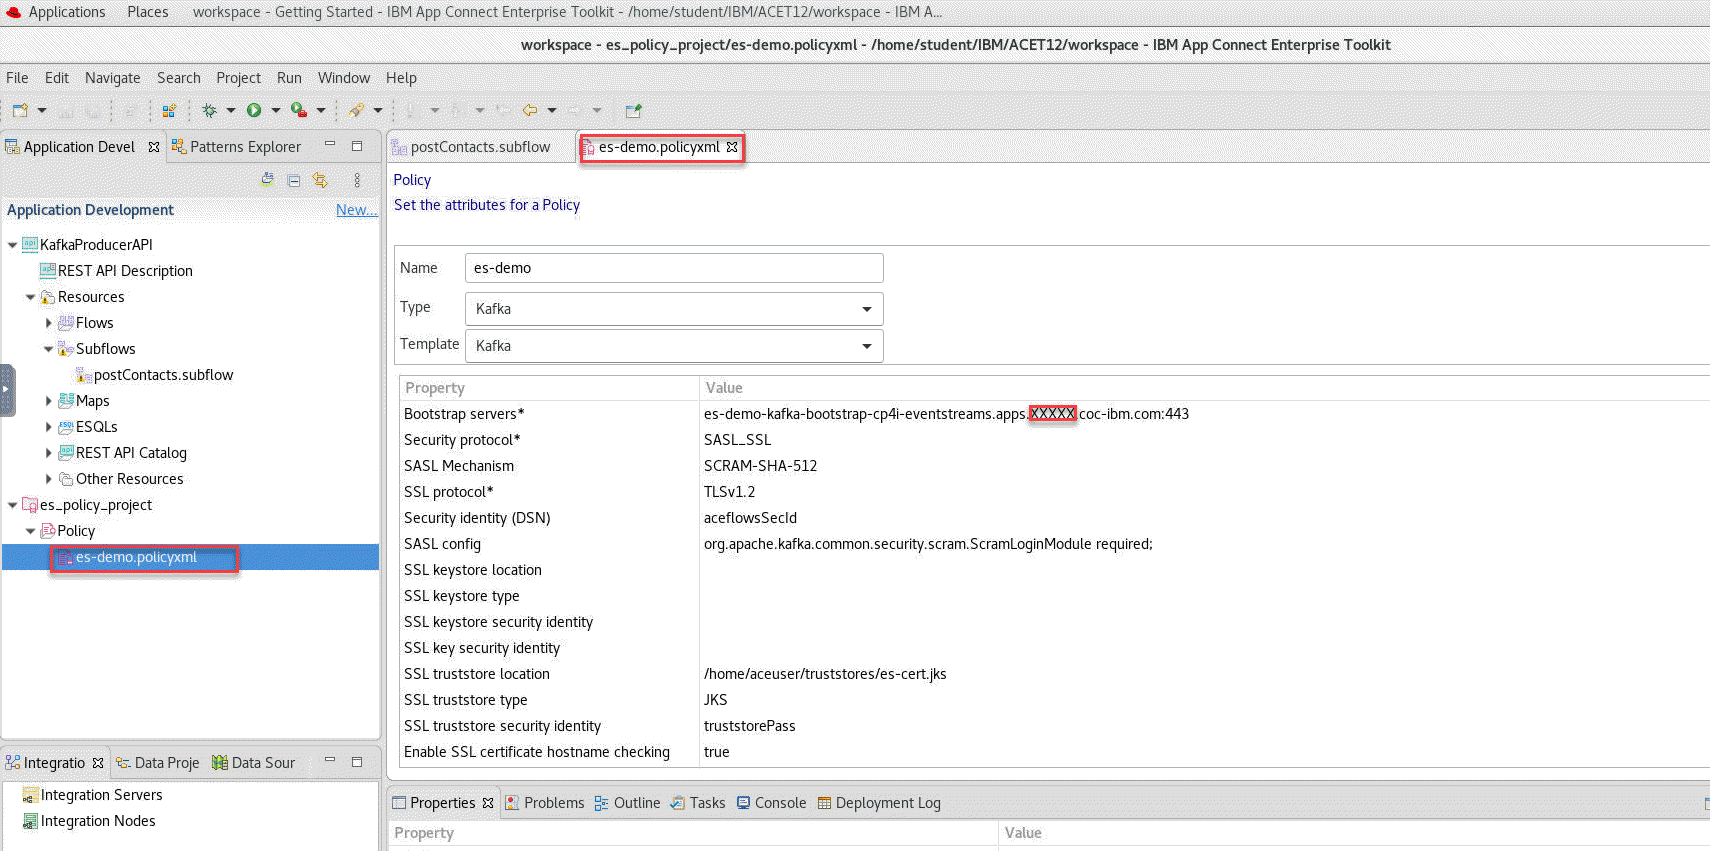 Applications Places workspace - Getting Started - IBM App Connect Enterprise Toolkit - /home/student/IBM/ACET12/workspace - IBM A...
workspace - es_policy_project/es-demo.policyxml - /home/student/IBM/ACET12/workspace - IBM App Connect Enterprise Toolkit
File Edit Navigate Search Project Run Window Help
Application Devel Patterns Explorer
Application Development New...
KafkaProducerAPI
REST API Description
Resources
Flows
Subflows
postContacts.subflow
Maps
ESQLs
REST API Catalog
Other Resources
es_policy_project
Policy
es-demo.policyxml
Integratio Data Proje Data Sour
Integration Servers
Integration Nodes
postContacts.subflow es-demo.policyxml
Policy
Set the attributes for a Policy
Name es-demo
Type Kafka
Template Kafka
Property Value
Bootstrap servers* es-demo-kafka-bootstrap-cp4i-eventstreams.apps.XXXXX.coc-ibm.com:443
Security protocol* SASL_SSL
SASL Mechanism SCRAM-SHA-512
SSL protocol* TLSv1.2
Security identity (DSN) aceflowsSecId
SASL config org.apache.kafka.common.security.scram.ScramLoginModule required;
SSL keystore location
SSL keystore type
SSL keystore security identity
SSL key security identity
SSL truststore location /home/aceuser/truststores/es-cert.jks
SSL truststore type JKS
SSL truststore security identity truststorePass
Enable SSL certificate hostname checking true
Properties Problems Outline Tasks Console Deployment Log
Property Value